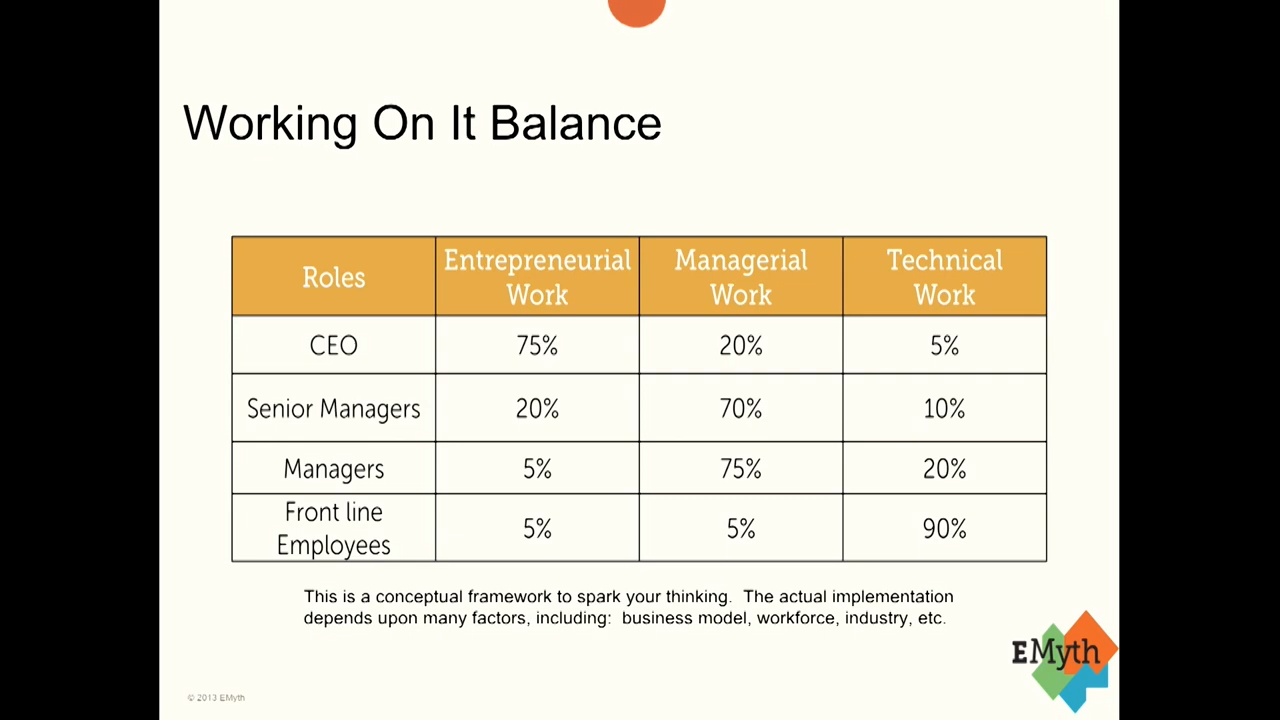 Working On It Balance
Roles Entrepreneurial Work Managerial Work Technical Work
CEO 75% 20% 5%
Senior Managers 20% 70% 10%
Managers 5% 75% 20%
Front line Employees 5% 5% 90%
This is a conceptual framework to spark your thinking. The actual implementation
depends upon many factors, including: business model, workforce, industry, etc.
EMyth
© 2013 EMyth